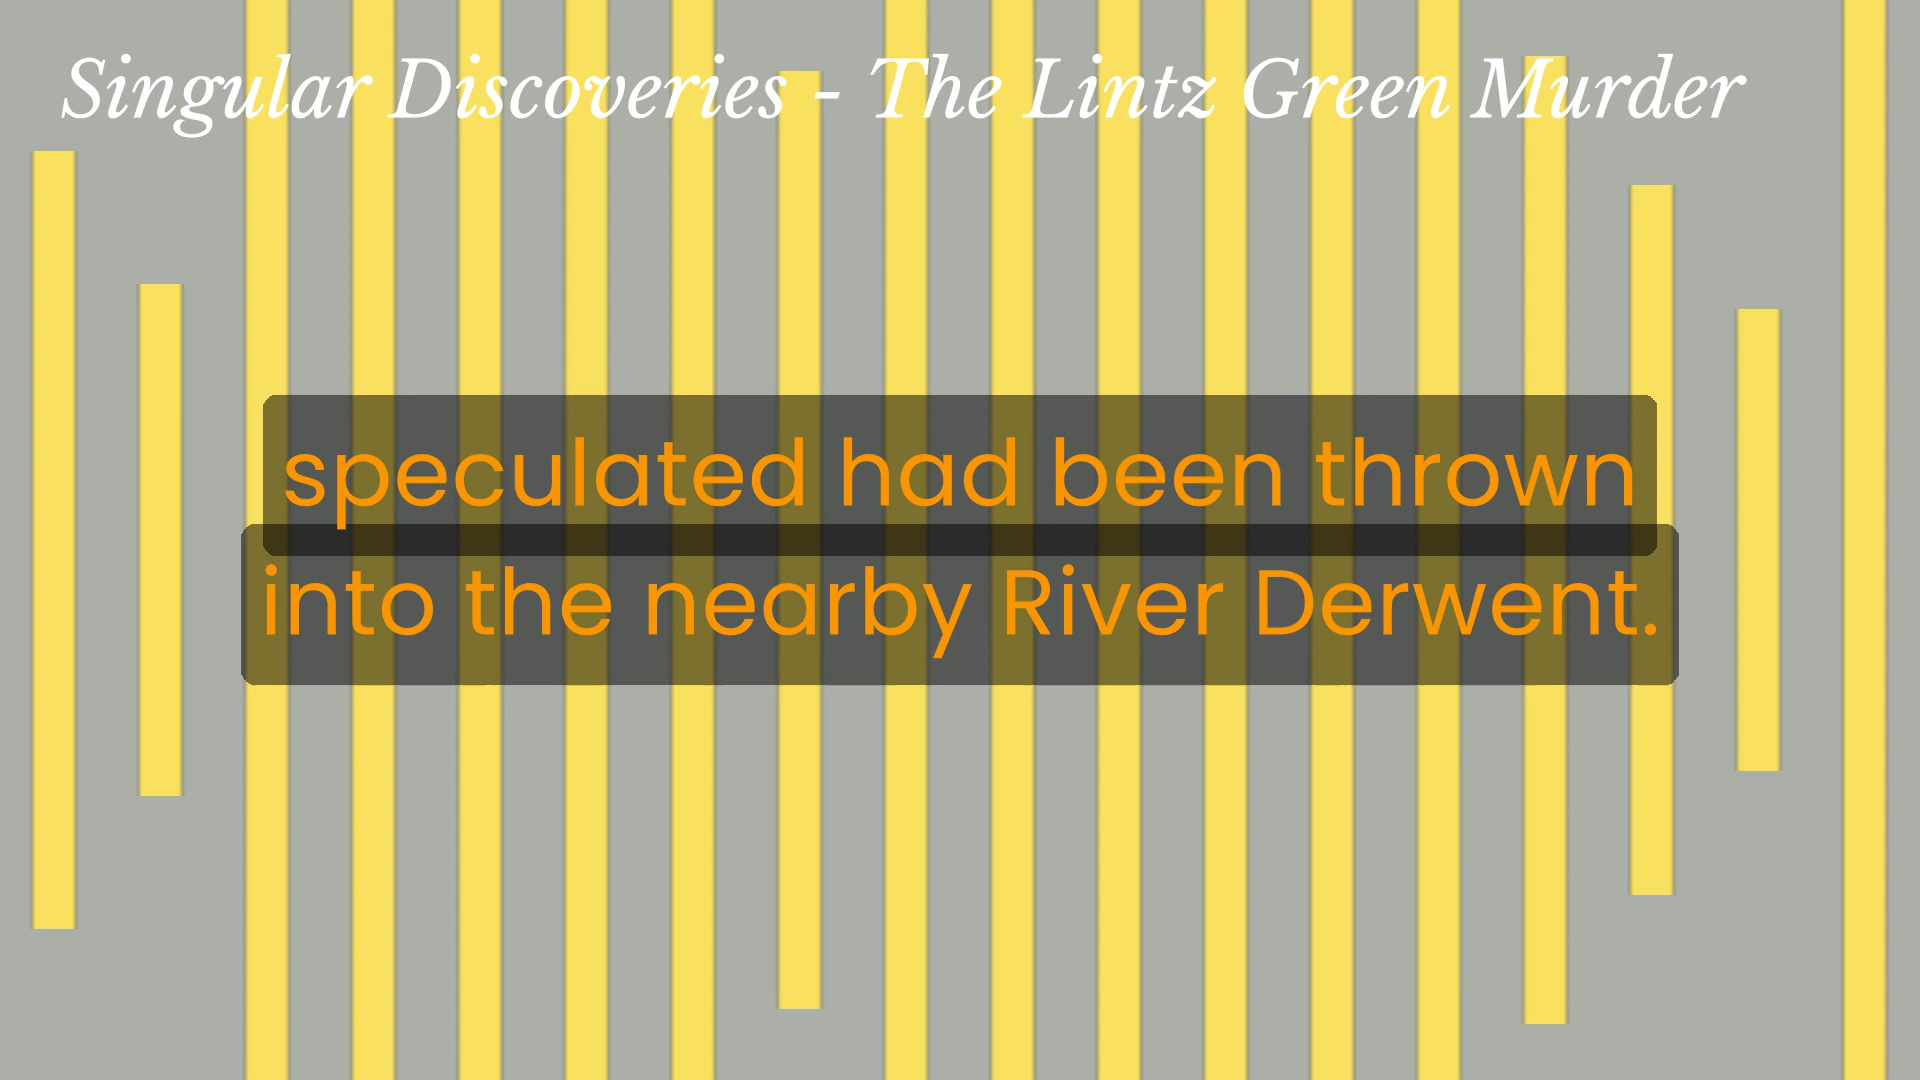 Singular Discoveries - The Lintz Green Murder
speculated had been thrown
into the nearby River Derwent.